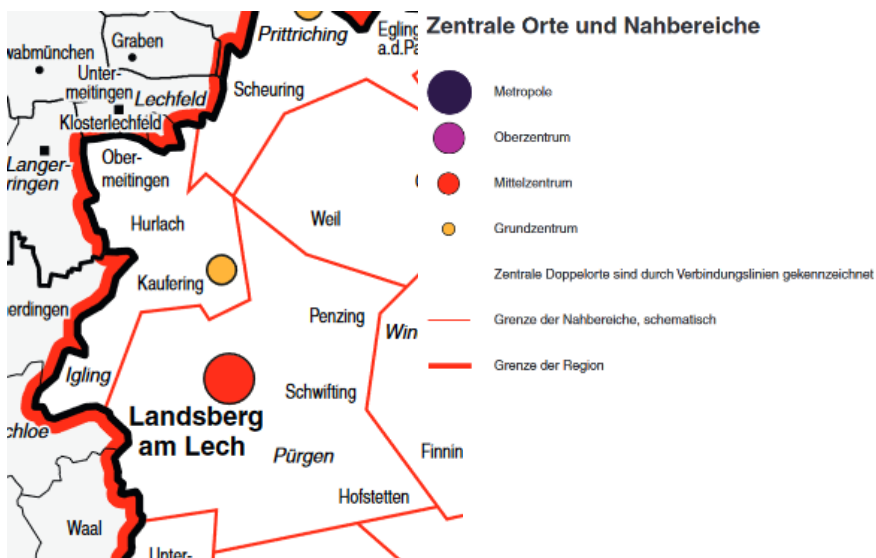 Prittriching
Egling
a.d.Pa
Graben
wabmünchen
Unter-
meitingen
Lechfeld
Scheuring
Klosterlechfeld
Langer-
ringen
Ober-
meitingen
Hurlach
Weil
Kaufering
erdingen
Penzing
Win
Igling
Schwifting
Landsberg
am Lech
chloe
Pürgen
Finnin
Hofstetten
Waal
Unter-
Zentrale Orte und Nahbereiche
Metropole
Oberzentrum
Mittelzentrum
Grundzentrum
Zentrale Doppelorte sind durch Verbindungslinien gekennzeichnet
Grenze der Nahbereiche, schematisch
Grenze der Region